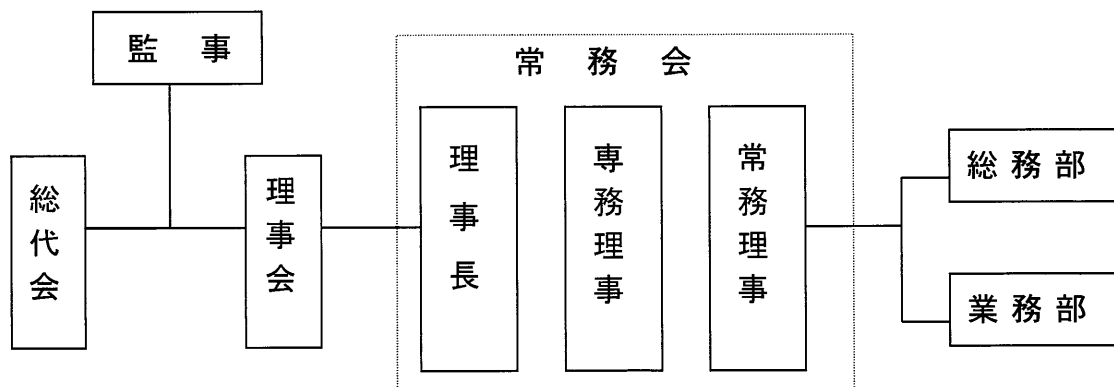 監事
常務会
総代会
理事会
理事長
専務理事
常務理事
総務部
業務部